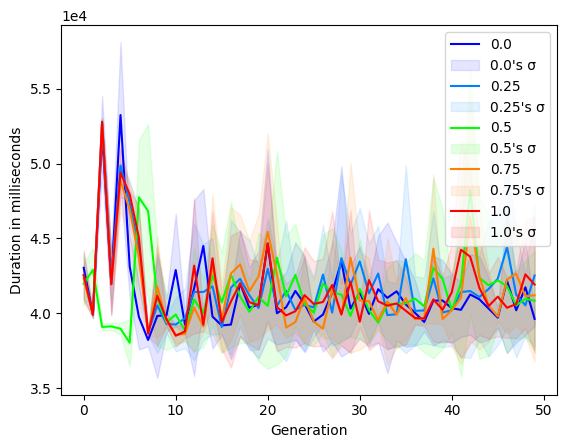 1e4
5.5
5.0
4.5
4.0
3.5
Duration in milliseconds
0 10 20 30 40 50
Generation
0.0
0.0's σ
0.25
0.25's σ
0.5
0.5's σ
0.75
0.75's σ
1.0
1.0's σ